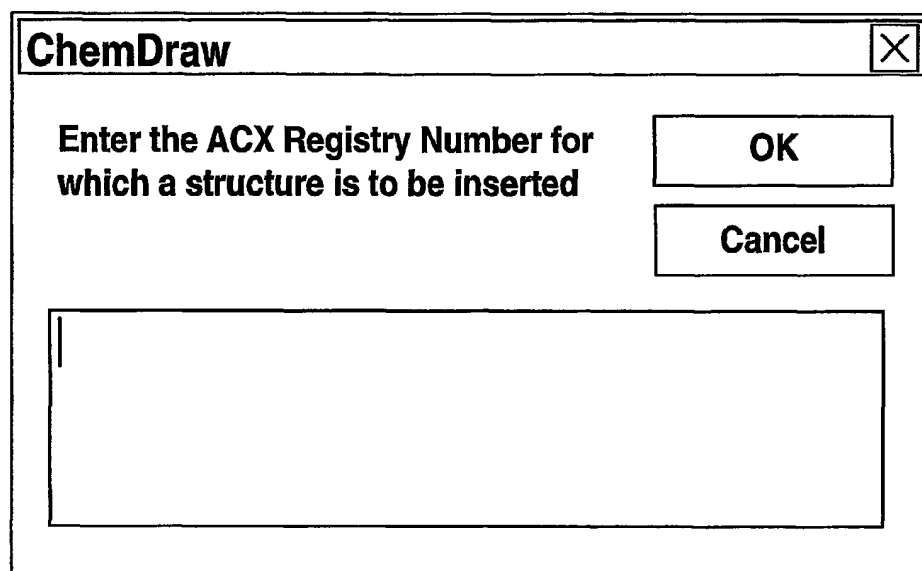 ChemDraw
Enter the ACX Registry Number for
which a structure is to be inserted
OK
Cancel